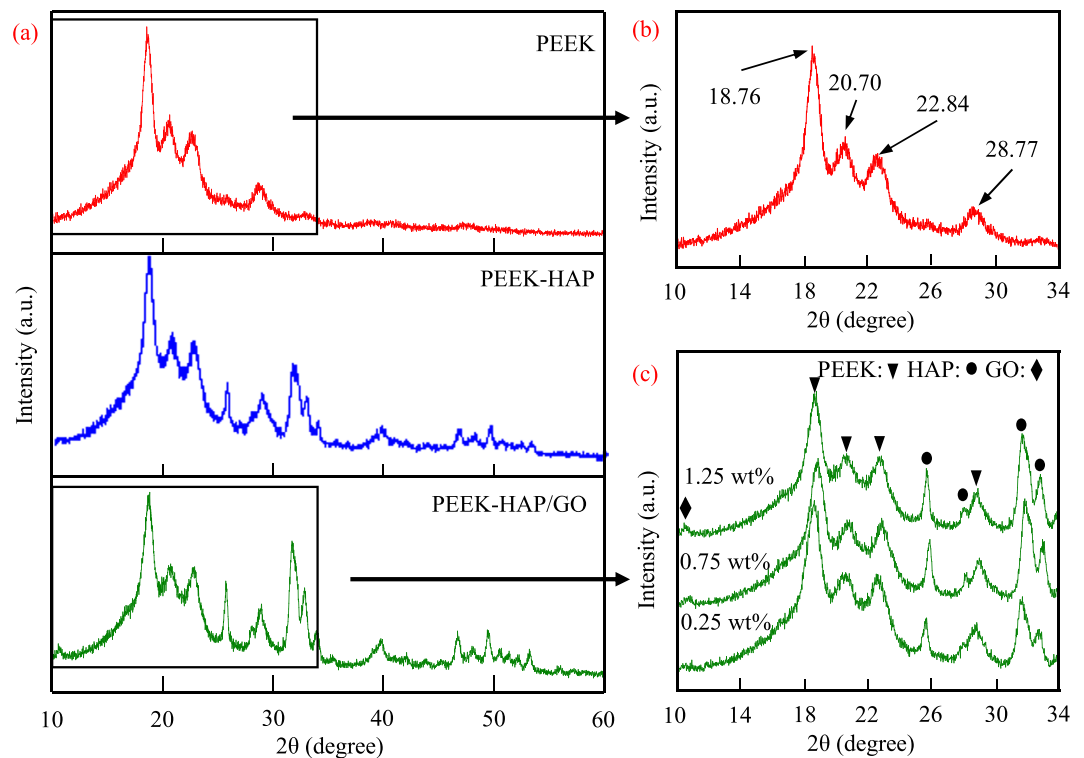 (a)
PEEK
PEEK-HAP
PEEK-HAP/GO
Intensity (a.u.)
Intensity (a.u.)
10 20 30 40 50 60
2θ (degree)
(b)
18.76
20.70
22.84
28.77
Intensity (a.u.)
10 14 18 22 26 30 34
2θ (degree)
(c)
PEEK: ▼ HAP: ● GO: ♦
1.25 wt%
0.75 wt%
0.25 wt%
Intensity (a.u.)
10 14 18 22 26 30 34
2θ (degree)